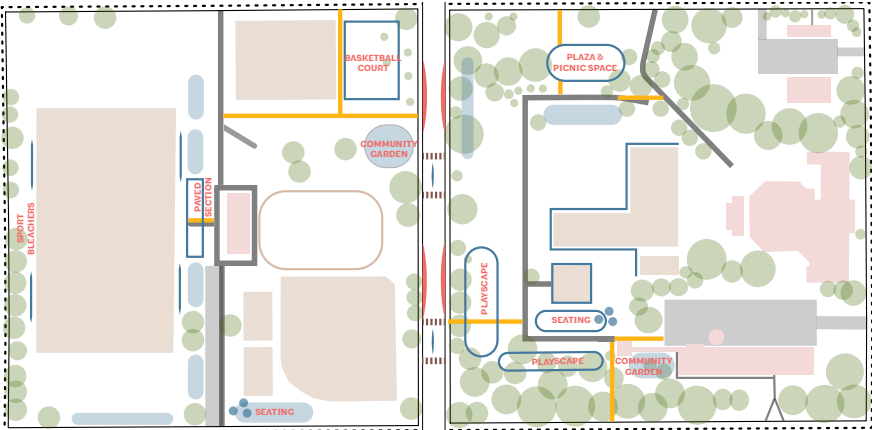 BASKETBALL
COURT
COMMUNITY
GARDEN
PAVED
SECTION
SPORT
BLEACHERS
SEATING
PLAZA &
PICNIC SPACE
PLAYSCAPE
SEATING
PLAYSCAPE
COMMUNITY
GARDEN